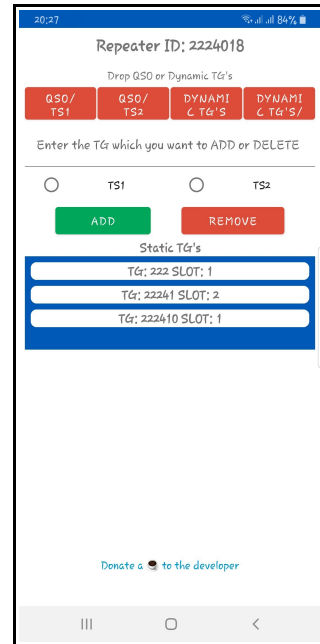 20:27 84%
Repeater ID: 2224018
Drop QSO or Dynamic TG's
QSO/ QSO/ DYNAMI DYNAMI
TS1 TS2 C TG'S C TG'S/
Enter the TG which you want to ADD or DELETE
TS1 TS2
ADD REMOVE
Static TG's
TG: 222 SLOT: 1
TG: 22241 SLOT: 2
TG: 222410 SLOT: 1
Donate a ☕ to the developer